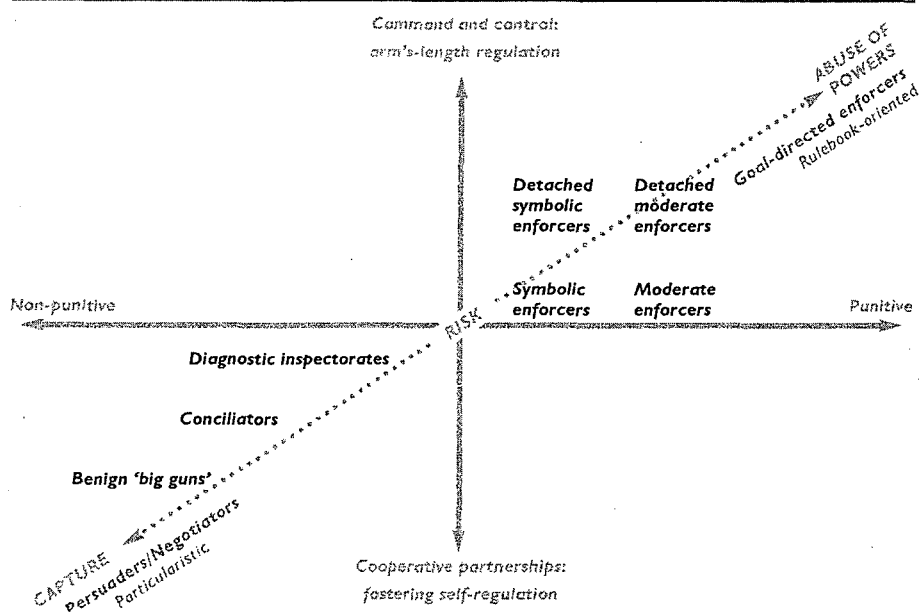 Command and control:
arm's-length regulation
ABUSE OF
POWERS
Goal-directed enforcers
Rulebook-oriented
Detached
symbolic
enforcers
Detached
moderate
enforcers
Non-punitive
Symbolic
enforcers
Moderate
enforcers
Punitive
RISK
Diagnostic inspectorates
Conciliators
Benign 'big guns'
CAPTURE
Persuaders/Negotiators
Particularistic
Cooperative partnerships:
fostering self-regulation